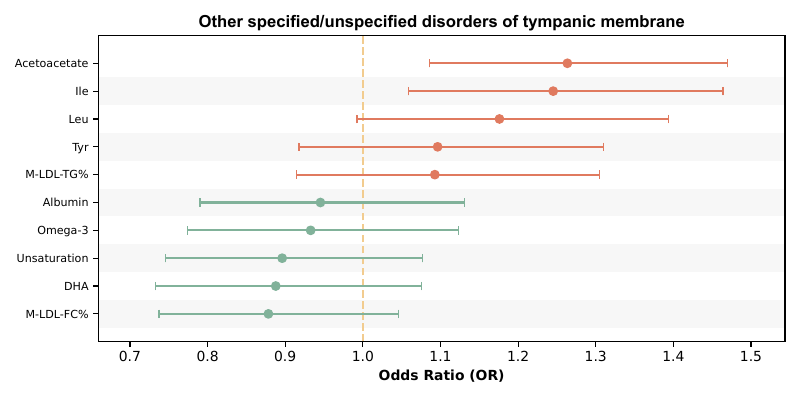 Other specified/unspecified disorders of tympanic membrane
Acetoacetate
Ile
Leu
Tyr
M-LDL-TG%
Albumin
Omega-3
Unsaturation
DHA
M-LDL-FC%
0.7 0.8 0.9 1.0 1.1 1.2 1.3 1.4 1.5
Odds Ratio (OR)